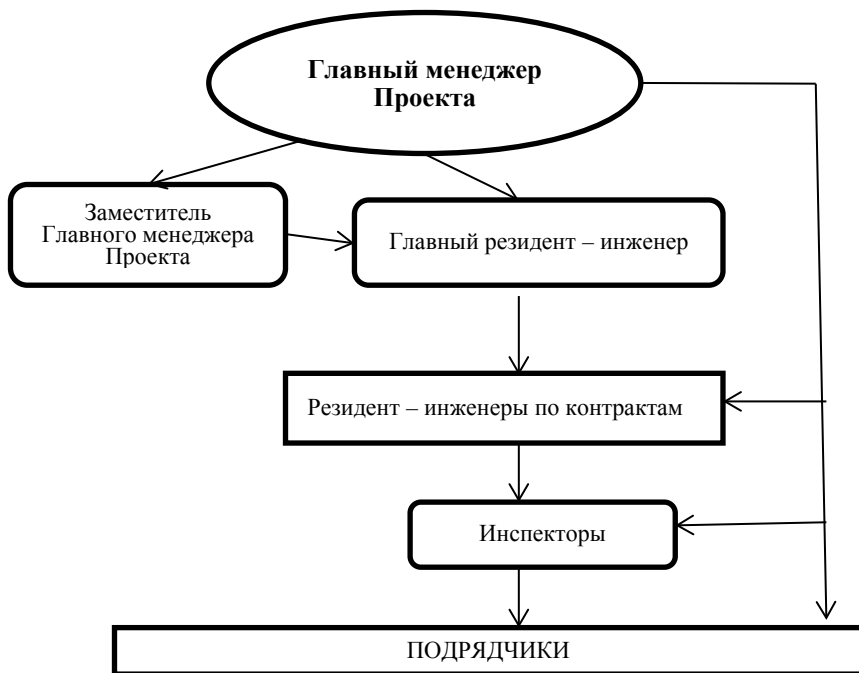 Главный менеджер
Проекта
Заместитель
Главного менеджера
Проекта
Главный резидент – инженер
Резидент – инженеры по контрактам
Инспекторы
ПОДРЯДЧИКИ